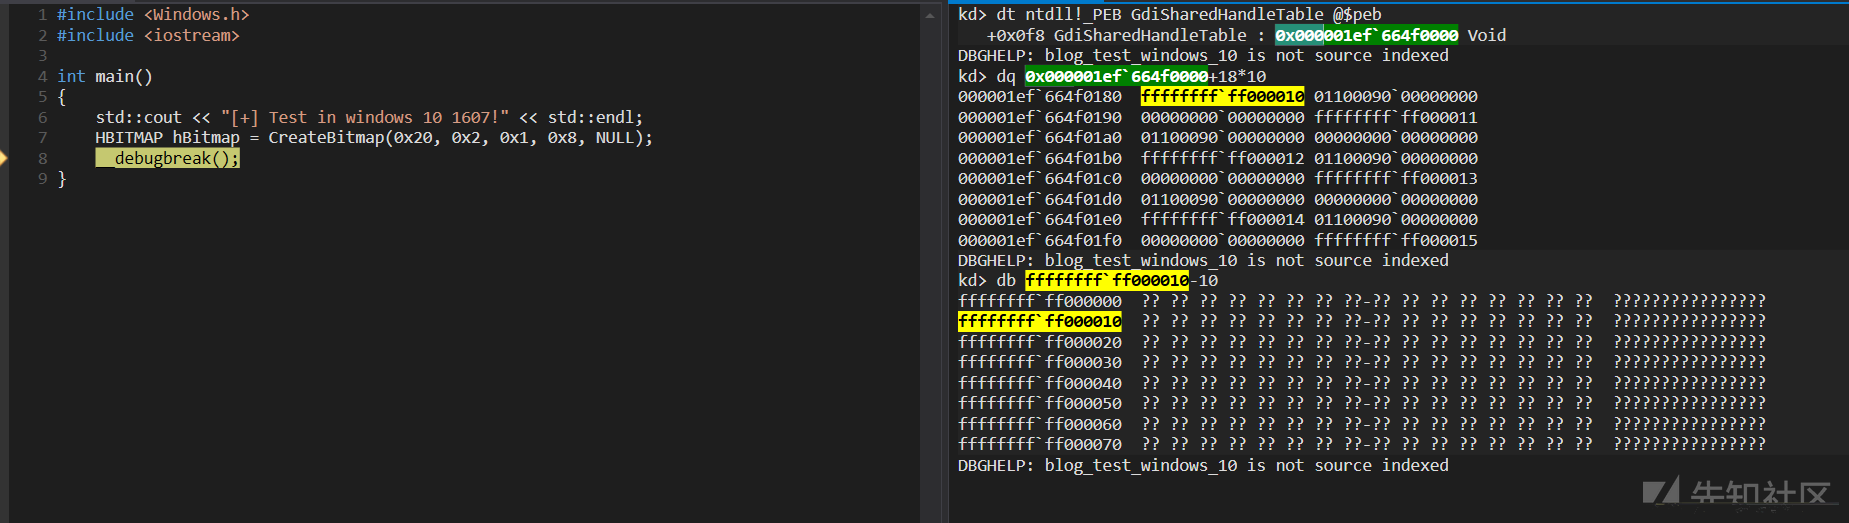 1 #include <Windows.h>
2 #include <iostream>
3
4 int main()
5 {
6     std::cout << "[+] Test in windows 10 1607!" << std::endl;
7     HBITMAP hBitmap = CreateBitmap(0x20, 0x2, 0x1, 0x8, NULL);
8     __debugbreak();
9 }
kd> dt ntdll!_PEB GdiSharedHandleTable @$peb
   +0x0f8 GdiSharedHandleTable : 0x000001ef`664f0000 Void
DBGHELP: blog_test_windows_10 is not source indexed
kd> dq 0x000001ef`664f0000+18*10
000001ef`664f0180  ffffffff`ff000010 01100090`00000000
000001ef`664f0190  00000000`00000000 ffffffff`ff000011
000001ef`664f01a0  01100090`00000000 00000000`00000000
000001ef`664f01b0  ffffffff`ff000012 01100090`00000000
000001ef`664f01c0  00000000`00000000 ffffffff`ff000013
000001ef`664f01d0  01100090`00000000 00000000`00000000
000001ef`664f01e0  ffffffff`ff000014 01100090`00000000
000001ef`664f01f0  00000000`00000000 ffffffff`ff000015
DBGHELP: blog_test_windows_10 is not source indexed
kd> db ffffffff`ff000010-10
ffffffff`ff000000  ?? ?? ?? ?? ?? ?? ?? ??-?? ?? ?? ?? ?? ?? ?? ??  ????????????????
ffffffff`ff000010  ?? ?? ?? ?? ?? ?? ?? ??-?? ?? ?? ?? ?? ?? ?? ??  ????????????????
ffffffff`ff000020  ?? ?? ?? ?? ?? ?? ?? ??-?? ?? ?? ?? ?? ?? ?? ??  ????????????????
ffffffff`ff000030  ?? ?? ?? ?? ?? ?? ?? ??-?? ?? ?? ?? ?? ?? ?? ??  ????????????????
ffffffff`ff000040  ?? ?? ?? ?? ?? ?? ?? ??-?? ?? ?? ?? ?? ?? ?? ??  ????????????????
ffffffff`ff000050  ?? ?? ?? ?? ?? ?? ?? ??-?? ?? ?? ?? ?? ?? ?? ??  ????????????????
ffffffff`ff000060  ?? ?? ?? ?? ?? ?? ?? ??-?? ?? ?? ?? ?? ?? ?? ??  ????????????????
ffffffff`ff000070  ?? ?? ?? ?? ?? ?? ?? ??-?? ?? ?? ?? ?? ?? ?? ??  ????????????????
DBGHELP: blog_test_windows_10 is not source indexed
先知社区